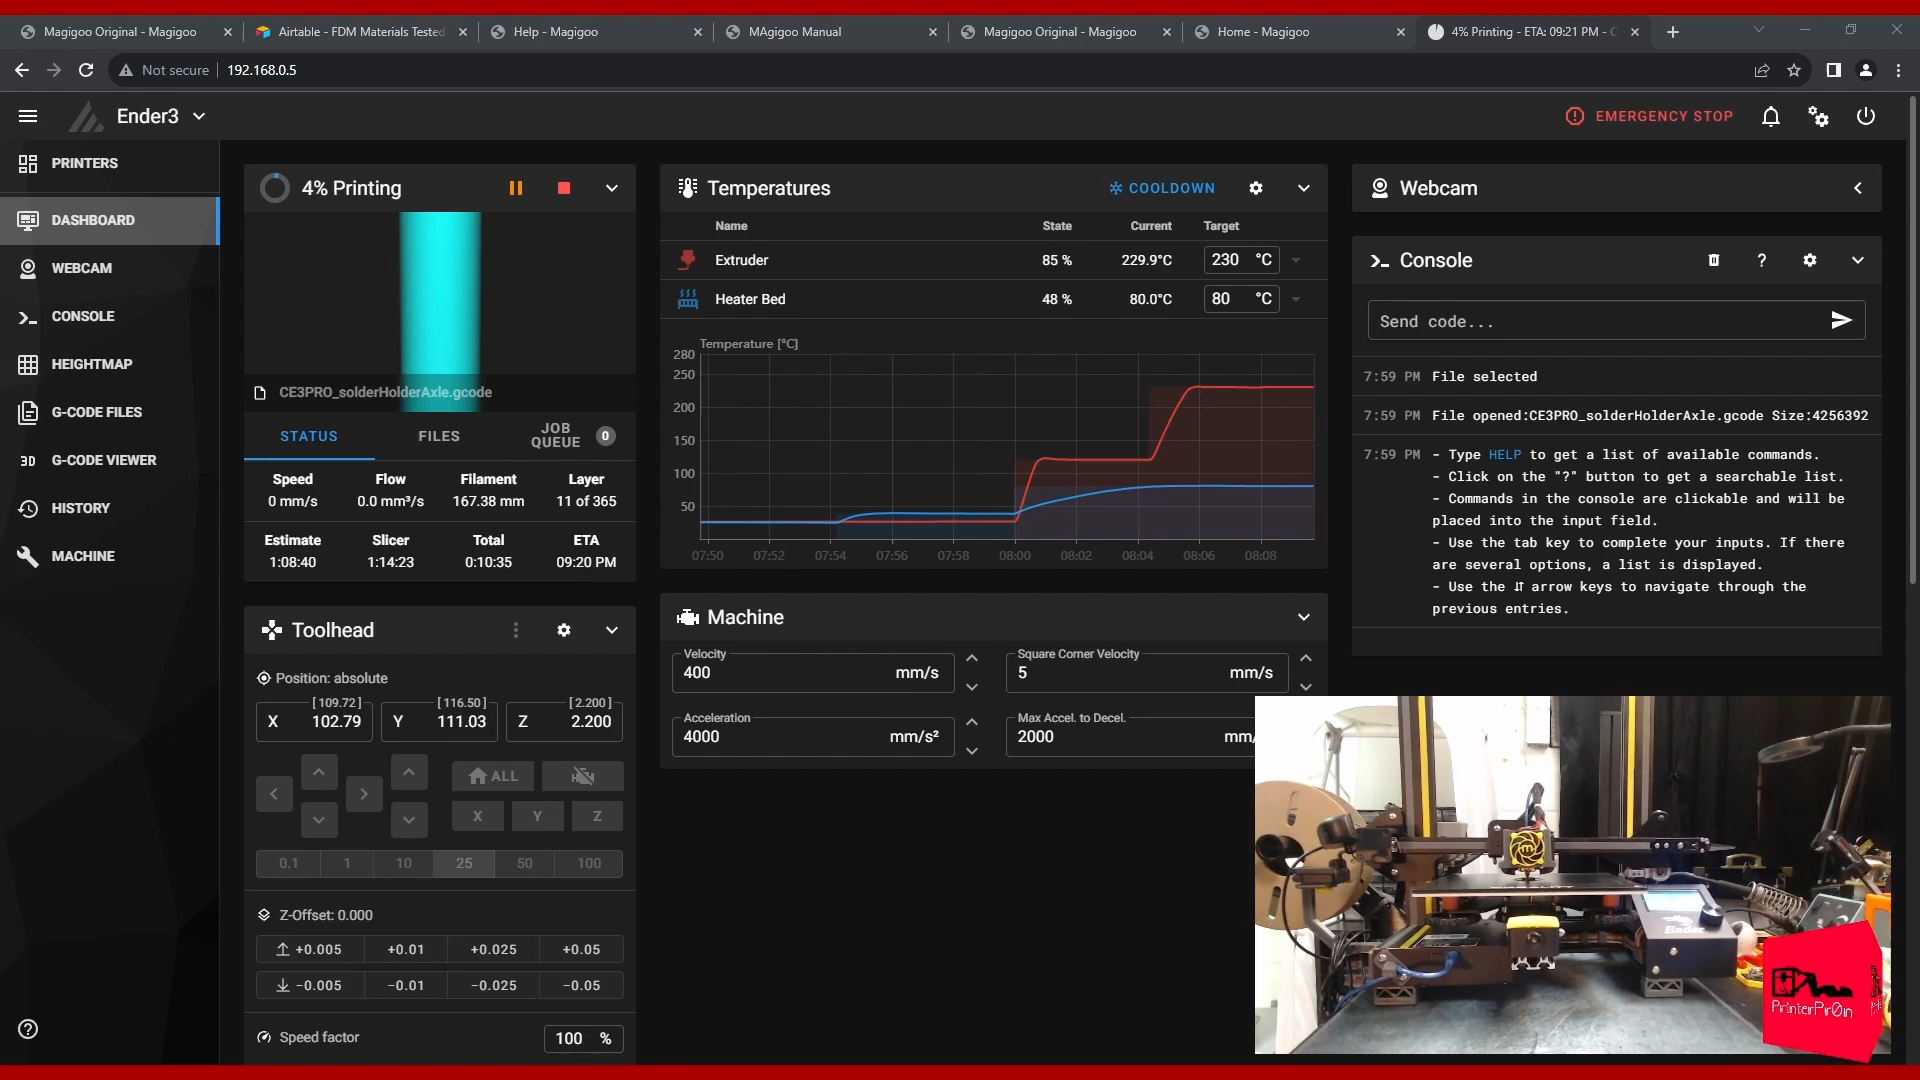 Magigoo Original - Magigoo
Airtable - FDM Materials Tested
Help - Magigoo
MAgigoo Manual
Magigoo Original - Magigoo
Home - Magigoo
4% Printing - ETA: 09:21 PM - C
Not secure
192.168.0.5
Ender3
EMERGENCY STOP
PRINTERS
DASHBOARD
WEBCAM
CONSOLE
HEIGHTMAP
G-CODE FILES
3D G-CODE VIEWER
HISTORY
MACHINE
4% Printing
CE3PRO_solderHolderAxle.gcode
STATUS
FILES
JOB QUEUE 0
Speed Flow Filament Layer
0 mm/s 0.0 mm³/s 167.38 mm 11 of 365
Estimate Slicer Total ETA
1:08:40 1:14:23 0:10:35 09:20 PM
Toolhead
Position: absolute
[109.72] [116.50] [2.200]
X 102.79 Y 111.03 Z 2.200
ALL
X Y Z
0.1 1 10 25 50 100
Z-Offset: 0.000
+0.005 +0.01 +0.025 +0.05
−0.005 −0.01 −0.025 −0.05
Speed factor 100 %
Temperatures
COOLDOWN
Name State Current Target
Extruder 85 % 229.9°C 230 °C
Heater Bed 48 % 80.0°C 80 °C
Temperature [°C]
280
250
200
150
100
50
07:50 07:52 07:54 07:56 07:58 08:00 08:02 08:04 08:06 08:08
Machine
Velocity
400 mm/s
Square Corner Velocity
5 mm/s
Acceleration
4000 mm/s²
Max Accel. to Decel.
2000 mm/
Webcam
Console
Send code...
7:59 PM File selected
7:59 PM File opened:CE3PRO_solderHolderAxle.gcode Size:4256392
7:59 PM - Type HELP to get a list of available commands.
- Click on the "?" button to get a searchable list.
- Commands in the console are clickable and will be
placed into the input field.
- Use the tab key to complete your inputs. If there
are several options, a list is displayed.
- Use the ⇵ arrow keys to navigate through the
previous entries.
Ender
PrinterPr0n